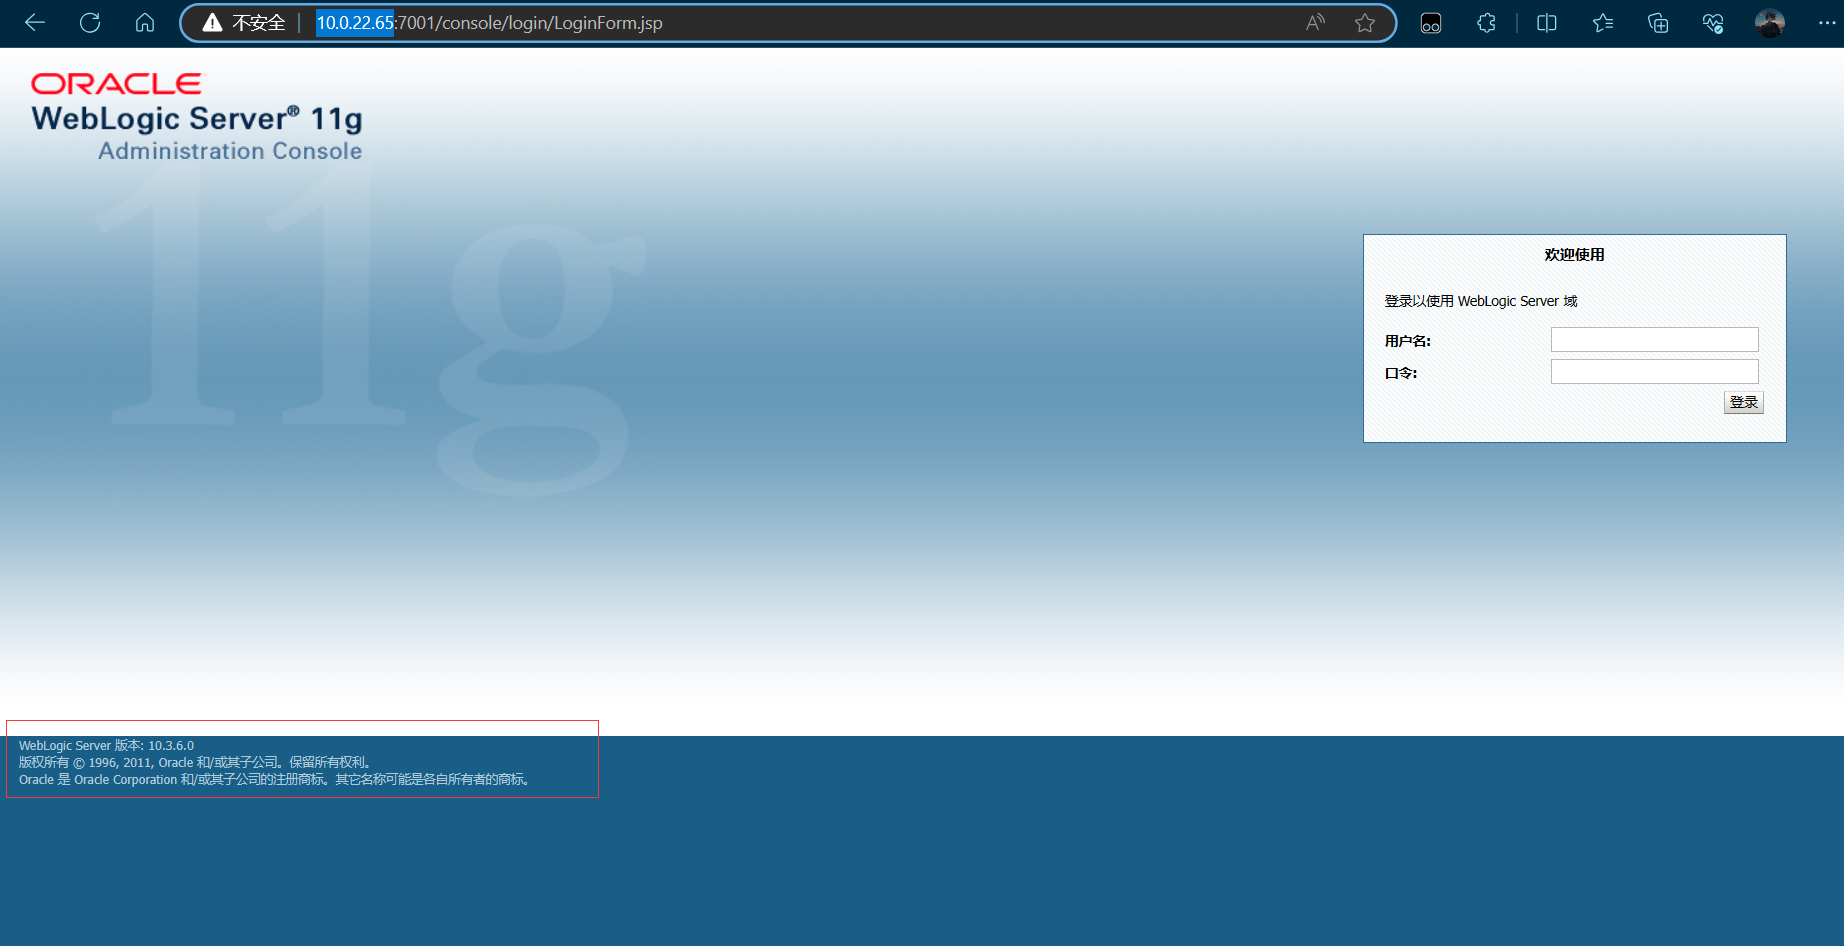 不安全
10.0.22.65:7001/console/login/LoginForm.jsp
ORACLE
WebLogic Server® 11g
Administration Console
11g
欢迎使用
登录以使用 WebLogic Server 域
用户名:
口令:
登录
WebLogic Server 版本: 10.3.6.0
版权所有 © 1996, 2011, Oracle 和/或其子公司。保留所有权利。
Oracle 是 Oracle Corporation 和/或其子公司的注册商标。其它名称可能是各自所有者的商标。